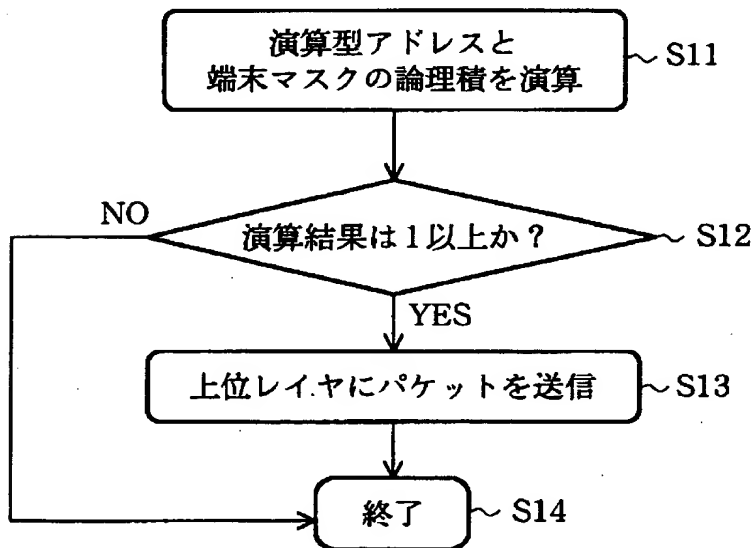 演算型アドレスと
端末マスクの論理積を演算
S11
NO
演算結果は1以上か？
S12
YES
上位レイヤにパケットを送信
S13
終了
S14